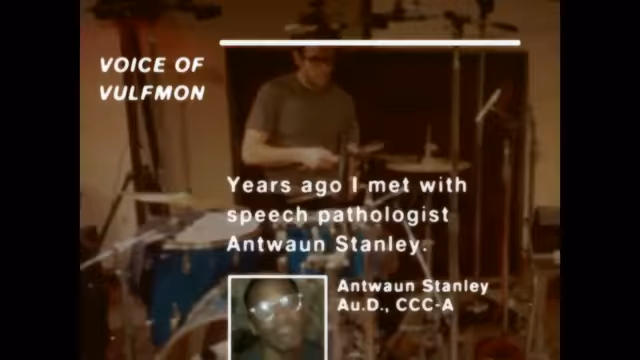 VOICE OF
VULFMON
Years ago I met with
speech pathologist
Antwaun Stanley.
Antwaun Stanley
Au.D., CCC-A